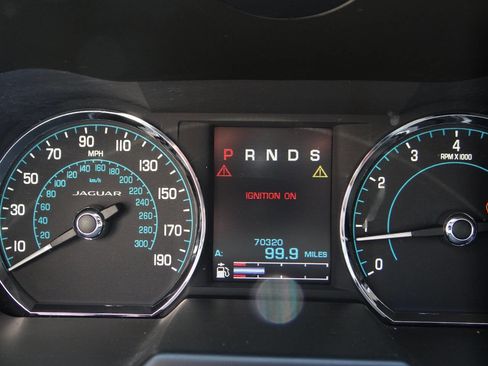 10 30 50 70 90 110 130 150 170 190
MPH
20 40 60 80 100 120 140 160 180 200 220 240 260 280 300
km/h
JAGUAR
P R N D S
IGNITION ON
70320
A: 99.9 MILES
0 1 2 3 4
RPM X 1000